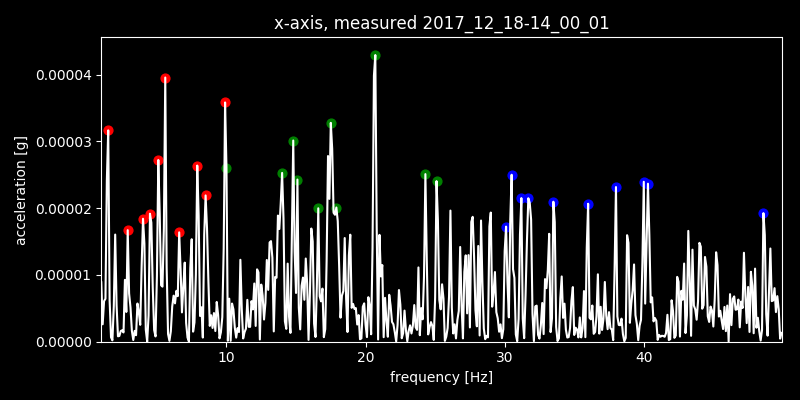 x-axis, measured 2017_12_18-14_00_01
acceleration [g]
0.00004
0.00003
0.00002
0.00001
0.00000
10 20 30 40
frequency [Hz]